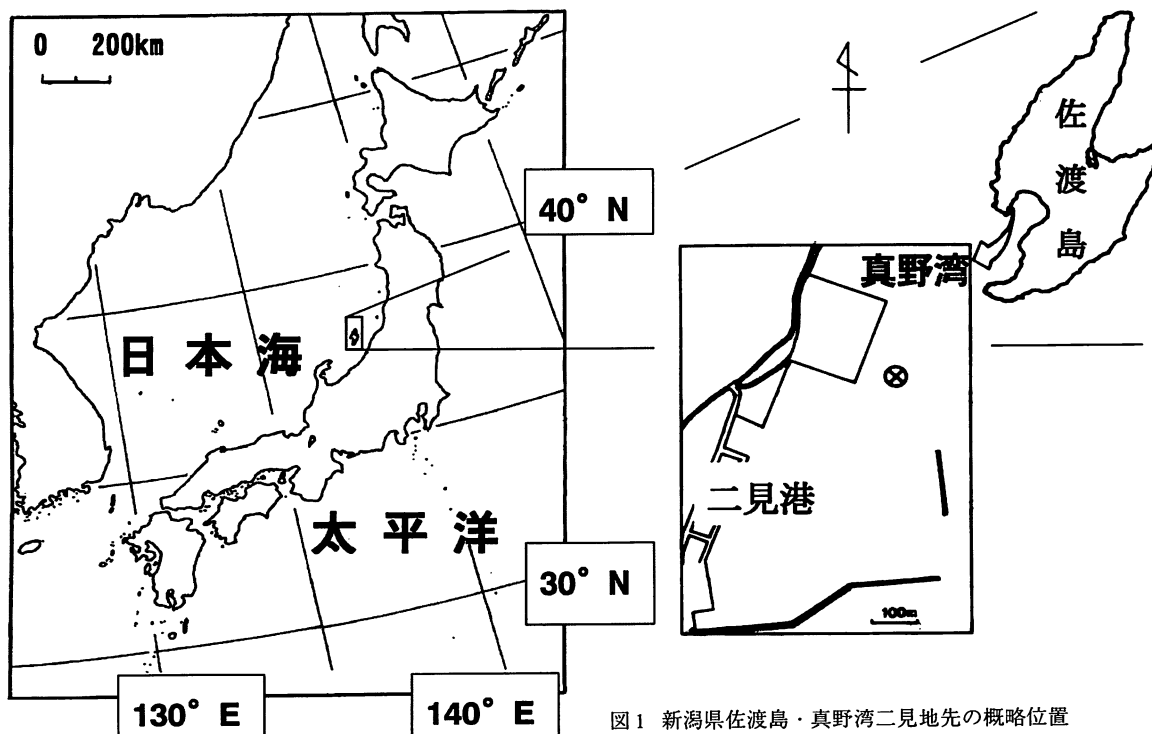 0 200km
40° N
日本海
太平洋
30° N
130° E
140° E
佐渡島
真野湾
二見港
100m
図1 新潟県佐渡島・真野湾二見地先の概略位置